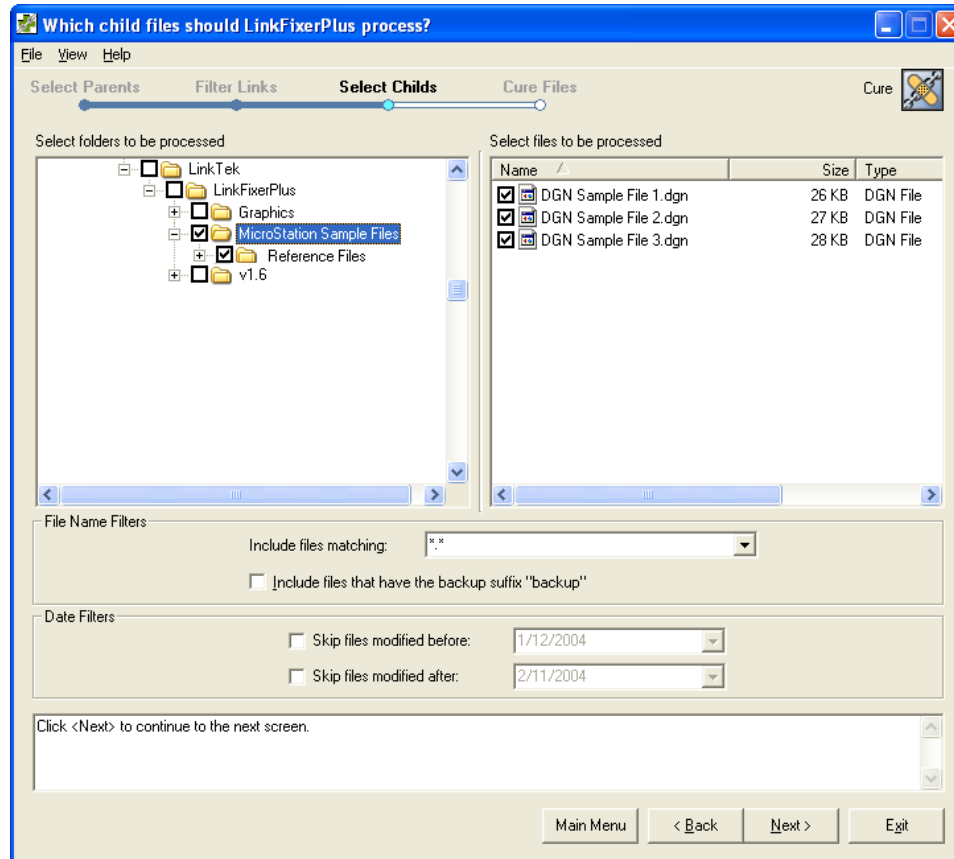 Which child files should LinkFixerPlus process?
File View Help
Select Parents Filter Links Select Childs Cure Files Cure
Select folders to be processed
LinkTek
LinkFixerPlus
Graphics
MicroStation Sample Files
Reference Files
v1.6
Select files to be processed
Name Size Type
DGN Sample File 1.dgn 26 KB DGN File
DGN Sample File 2.dgn 27 KB DGN File
DGN Sample File 3.dgn 28 KB DGN File
File Name Filters
Include files matching: *.*
Include files that have the backup suffix "backup"
Date Filters
Skip files modified before: 1/12/2004
Skip files modified after: 2/11/2004
Click <Next> to continue to the next screen.
Main Menu < Back Next > Exit